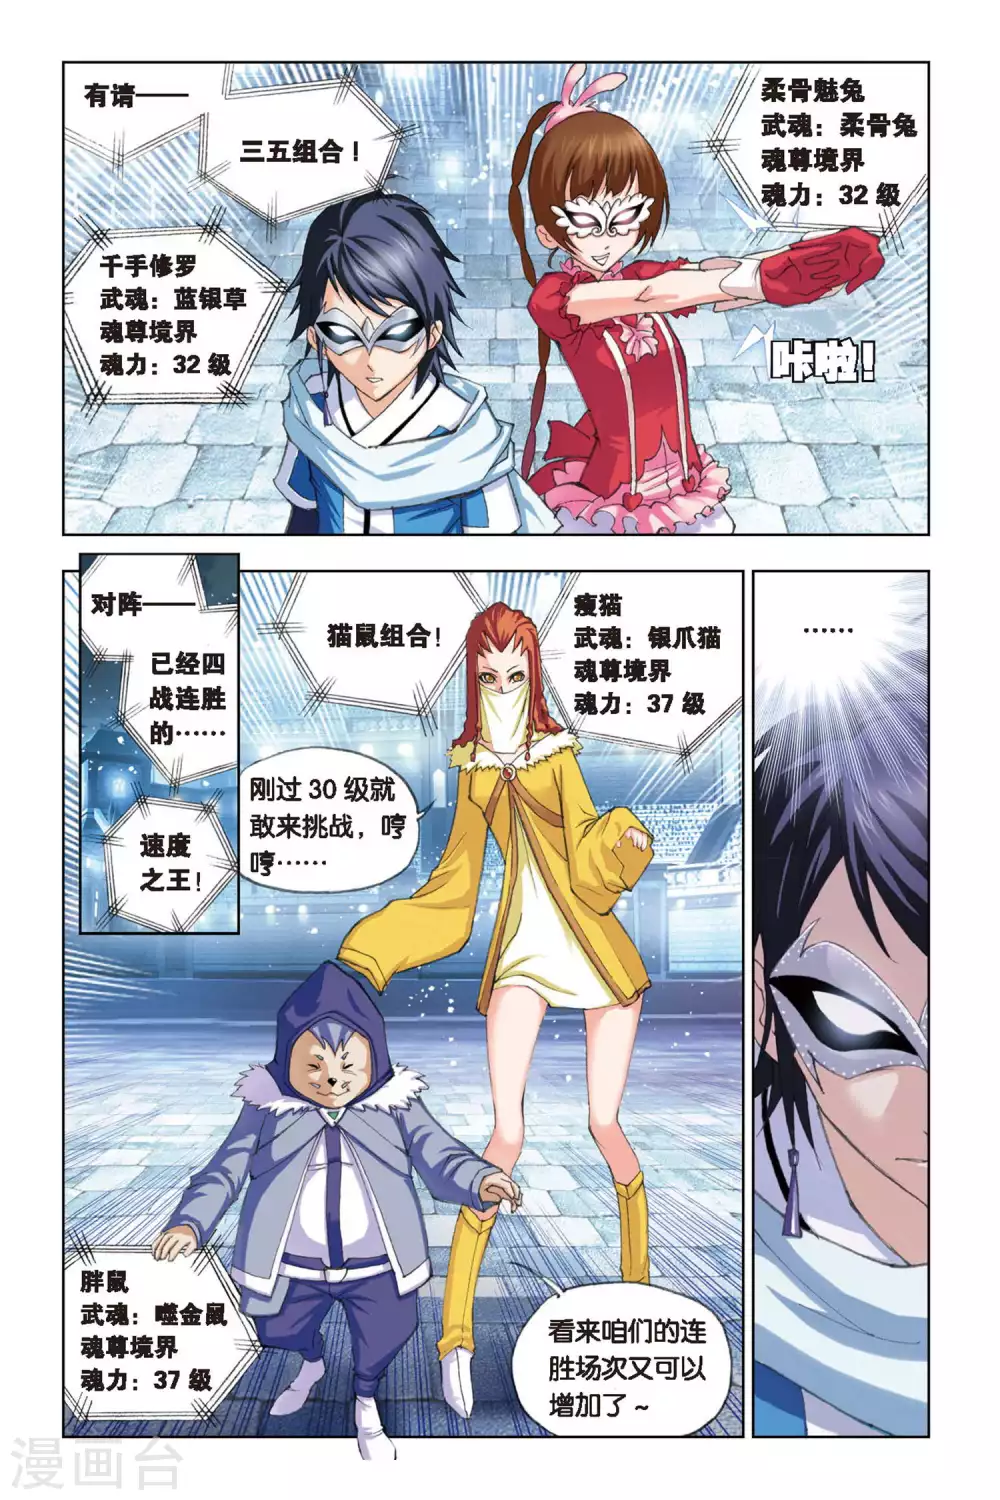 有请——
三五组合！
柔骨魅兔
武魂：柔骨兔
魂尊境界
魂力：32 级
千手修罗
武魂：蓝银草
魂尊境界
魂力：32 级
咔啦！
对阵——
已经四
战连胜
的……
速度
之王！
猫鼠组合！
瘦猫
武魂：银爪猫
魂尊境界
魂力：37 级
刚过 30 级就
敢来挑战，哼
哼……
……
胖鼠
武魂：噬金鼠
魂尊境界
魂力：37 级
看来咱们的连
胜场次又可以
增加了～
漫画台